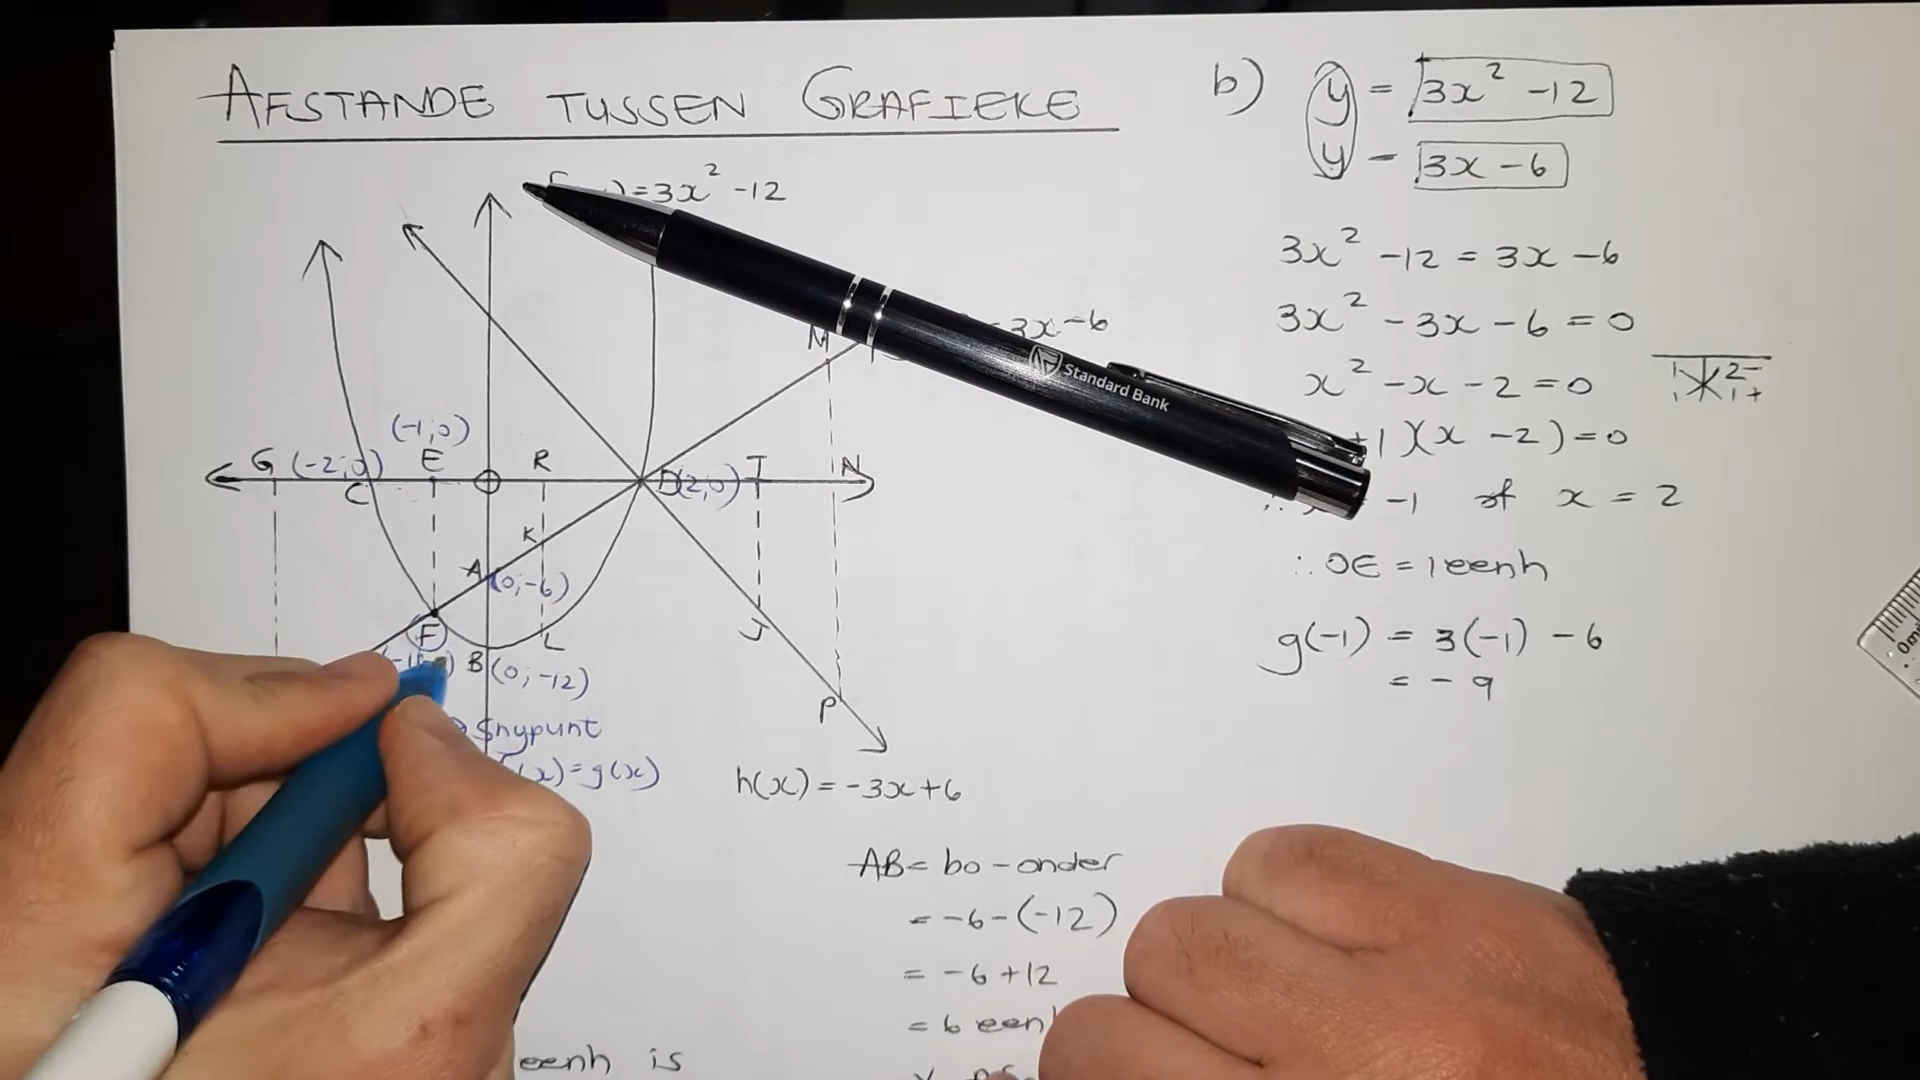 AFSTANDE TUSSEN GRAFIEKE
=3x² -12
3x-6
M
(-1;0)
G (-2;0) E R D(2;0) T N
C
K
A (0;-6)
F L J
B (0;-12)
P
Snypunt
(x)=g(x)
h(x)=-3x+6
AB= bo-onder
= -6-(-12)
= -6+12
= 6
eenh is
Standard Bank
b) y = 3x² -12
y = 3x-6
3x² -12 = 3x -6
3x² -3x -6 = 0
x² -x -2 = 0
+1)(x -2)=0
-1 of x = 2
∴ OE = 1eenh
g(-1) = 3(-1) -6
= -9
0mm